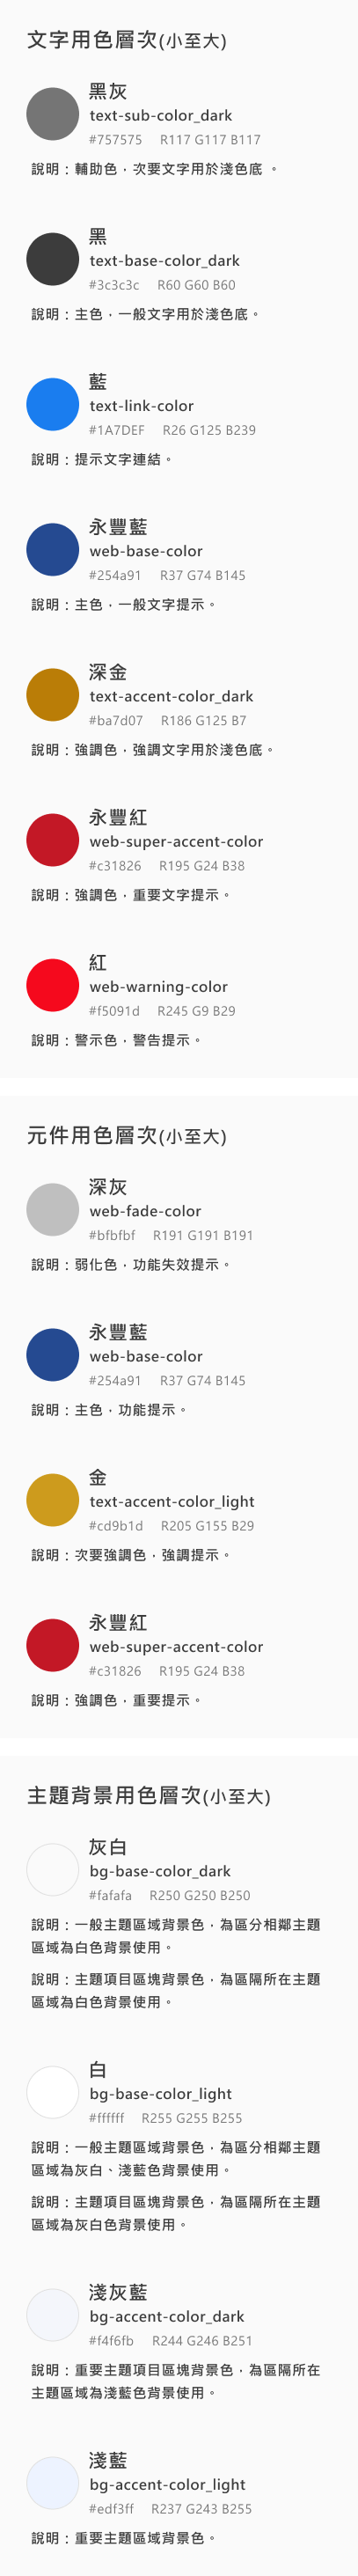 文字用色層次(小至大)
黑灰
text-sub-color_dark
#757575 R117 G117 B117
說明：輔助色，次要文字用於淺色底 。
黑
text-base-color_dark
#3c3c3c R60 G60 B60
說明：主色，一般文字用於淺色底。
藍
text-link-color
#1A7DEF R26 G125 B239
說明：提示文字連結。
永豐藍
web-base-color
#254a91 R37 G74 B145
說明：主色，一般文字提示。
深金
text-accent-color_dark
#ba7d07 R186 G125 B7
說明：強調色，強調文字用於淺色底。
永豐紅
web-super-accent-color
#c31826 R195 G24 B38
說明：強調色，重要文字提示。
紅
web-warning-color
#f5091d R245 G9 B29
說明：警示色，警告提示。
元件用色層次(小至大)
深灰
web-fade-color
#bfbfbf R191 G191 B191
說明：弱化色，功能失效提示。
永豐藍
web-base-color
#254a91 R37 G74 B145
說明：主色，功能提示。
金
text-accent-color_light
#cd9b1d R205 G155 B29
說明：次要強調色，強調提示。
永豐紅
web-super-accent-color
#c31826 R195 G24 B38
說明：強調色，重要提示。
主題背景用色層次(小至大)
灰白
bg-base-color_dark
#fafafa R250 G250 B250
說明：一般主題區域背景色，為區分相鄰主題
區域為白色背景使用。
說明：主題項目區塊背景色，為區隔所在主題
區域為白色背景使用。
白
bg-base-color_light
#ffffff R255 G255 B255
說明：一般主題區域背景色，為區分相鄰主題
區域為灰白、淺藍色背景使用。
說明：主題項目區塊背景色，為區隔所在主題
區域為灰白色背景使用。
淺灰藍
bg-accent-color_dark
#f4f6fb R244 G246 B251
說明：重要主題項目區塊背景色，為區隔所在
主題區域為淺藍色背景使用。
淺藍
bg-accent-color_light
#edf3ff R237 G243 B255
說明：重要主題區域背景色。